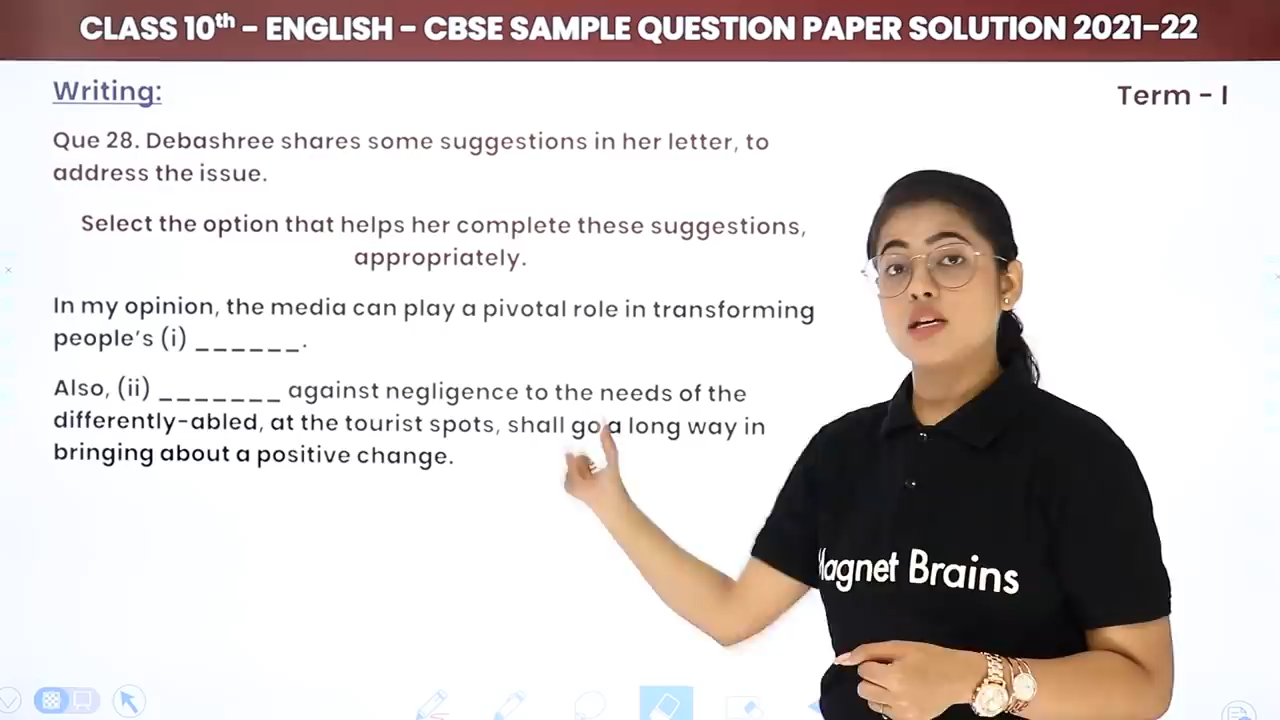 CLASS 10th - ENGLISH - CBSE SAMPLE QUESTION PAPER SOLUTION 2021-22
Writing:
Term - I
Que 28. Debashree shares some suggestions in her letter, to
address the issue.
Select the option that helps her complete these suggestions,
appropriately.
In my opinion, the media can play a pivotal role in transforming
people's (i) ______.
Also, (ii) _______ against negligence to the needs of the
differently-abled, at the tourist spots, shall go a long way in
bringing about a positive change.
Magnet Brains